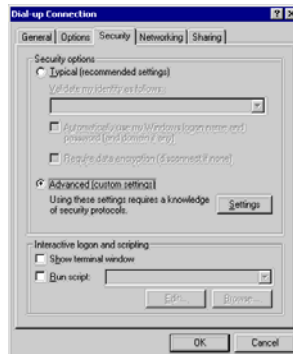 Dial-up Connection
General Options Security Networking Sharing
Security options
Typical (recommended settings)
Validate my identity as follows:
Automatically use my Windows logon name and
password (and domain if any)
Require data encryption (disconnect if none)
Advanced (custom settings)
Using these settings requires a knowledge
of security protocols.
Settings
Interactive logon and scripting
Show terminal window
Run script:
Edit... Browse...
OK Cancel